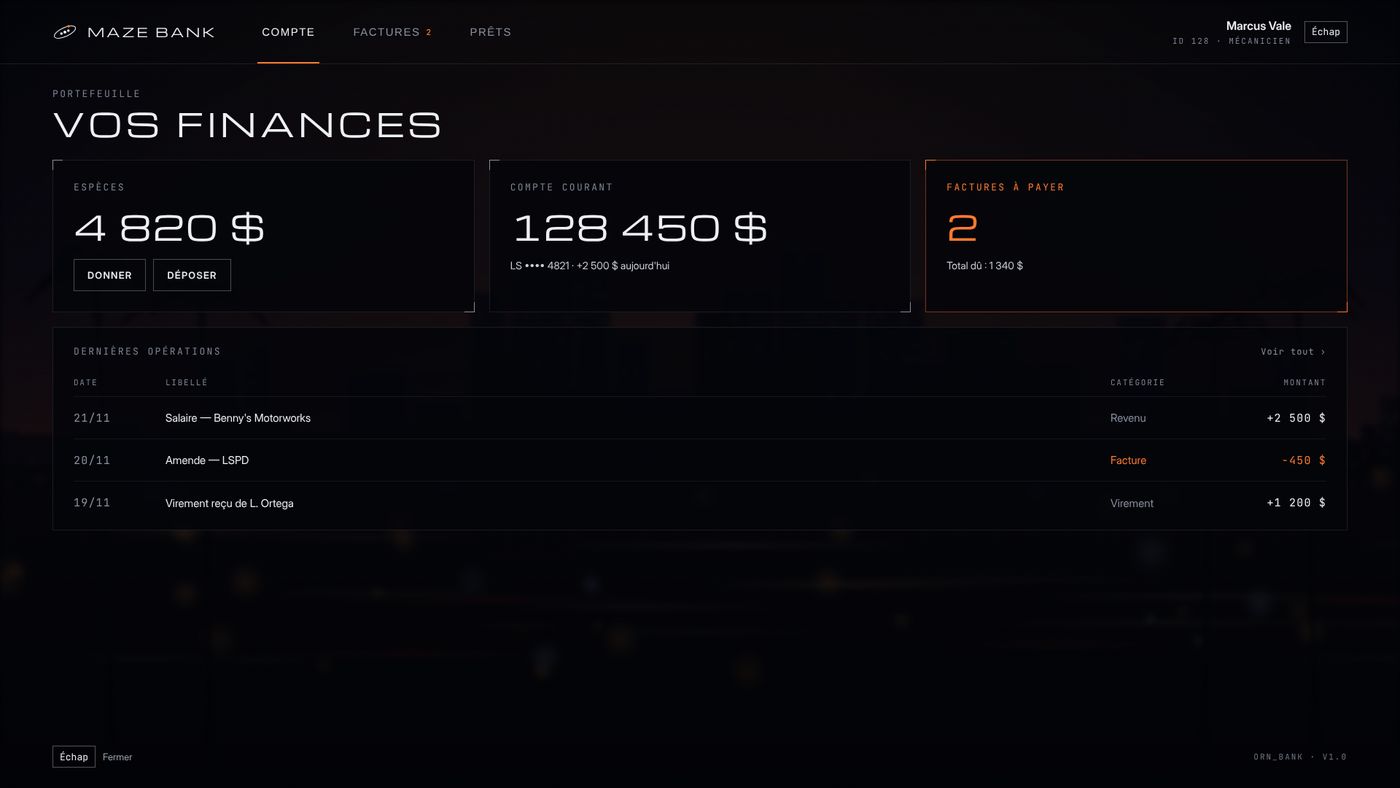 MAZE BANK
COMPTE
FACTURES 2
PRÊTS
Marcus Vale
ID 128 · MÉCANICIEN
Échap
PORTEFEUILLE
VOS FINANCES
ESPÈCES
4 820 $
DONNER
DÉPOSER
COMPTE COURANT
128 450 $
LS •••• 4821 · +2 500 $ aujourd'hui
FACTURES À PAYER
2
Total dû : 1 340 $
DERNIÈRES OPÉRATIONS
Voir tout ›
DATE LIBELLÉ CATÉGORIE MONTANT
21/11 Salaire — Benny's Motorworks Revenu +2 500 $
20/11 Amende — LSPD Facture -450 $
19/11 Virement reçu de L. Ortega Virement +1 200 $
Échap Fermer
ORN_BANK · V1.0